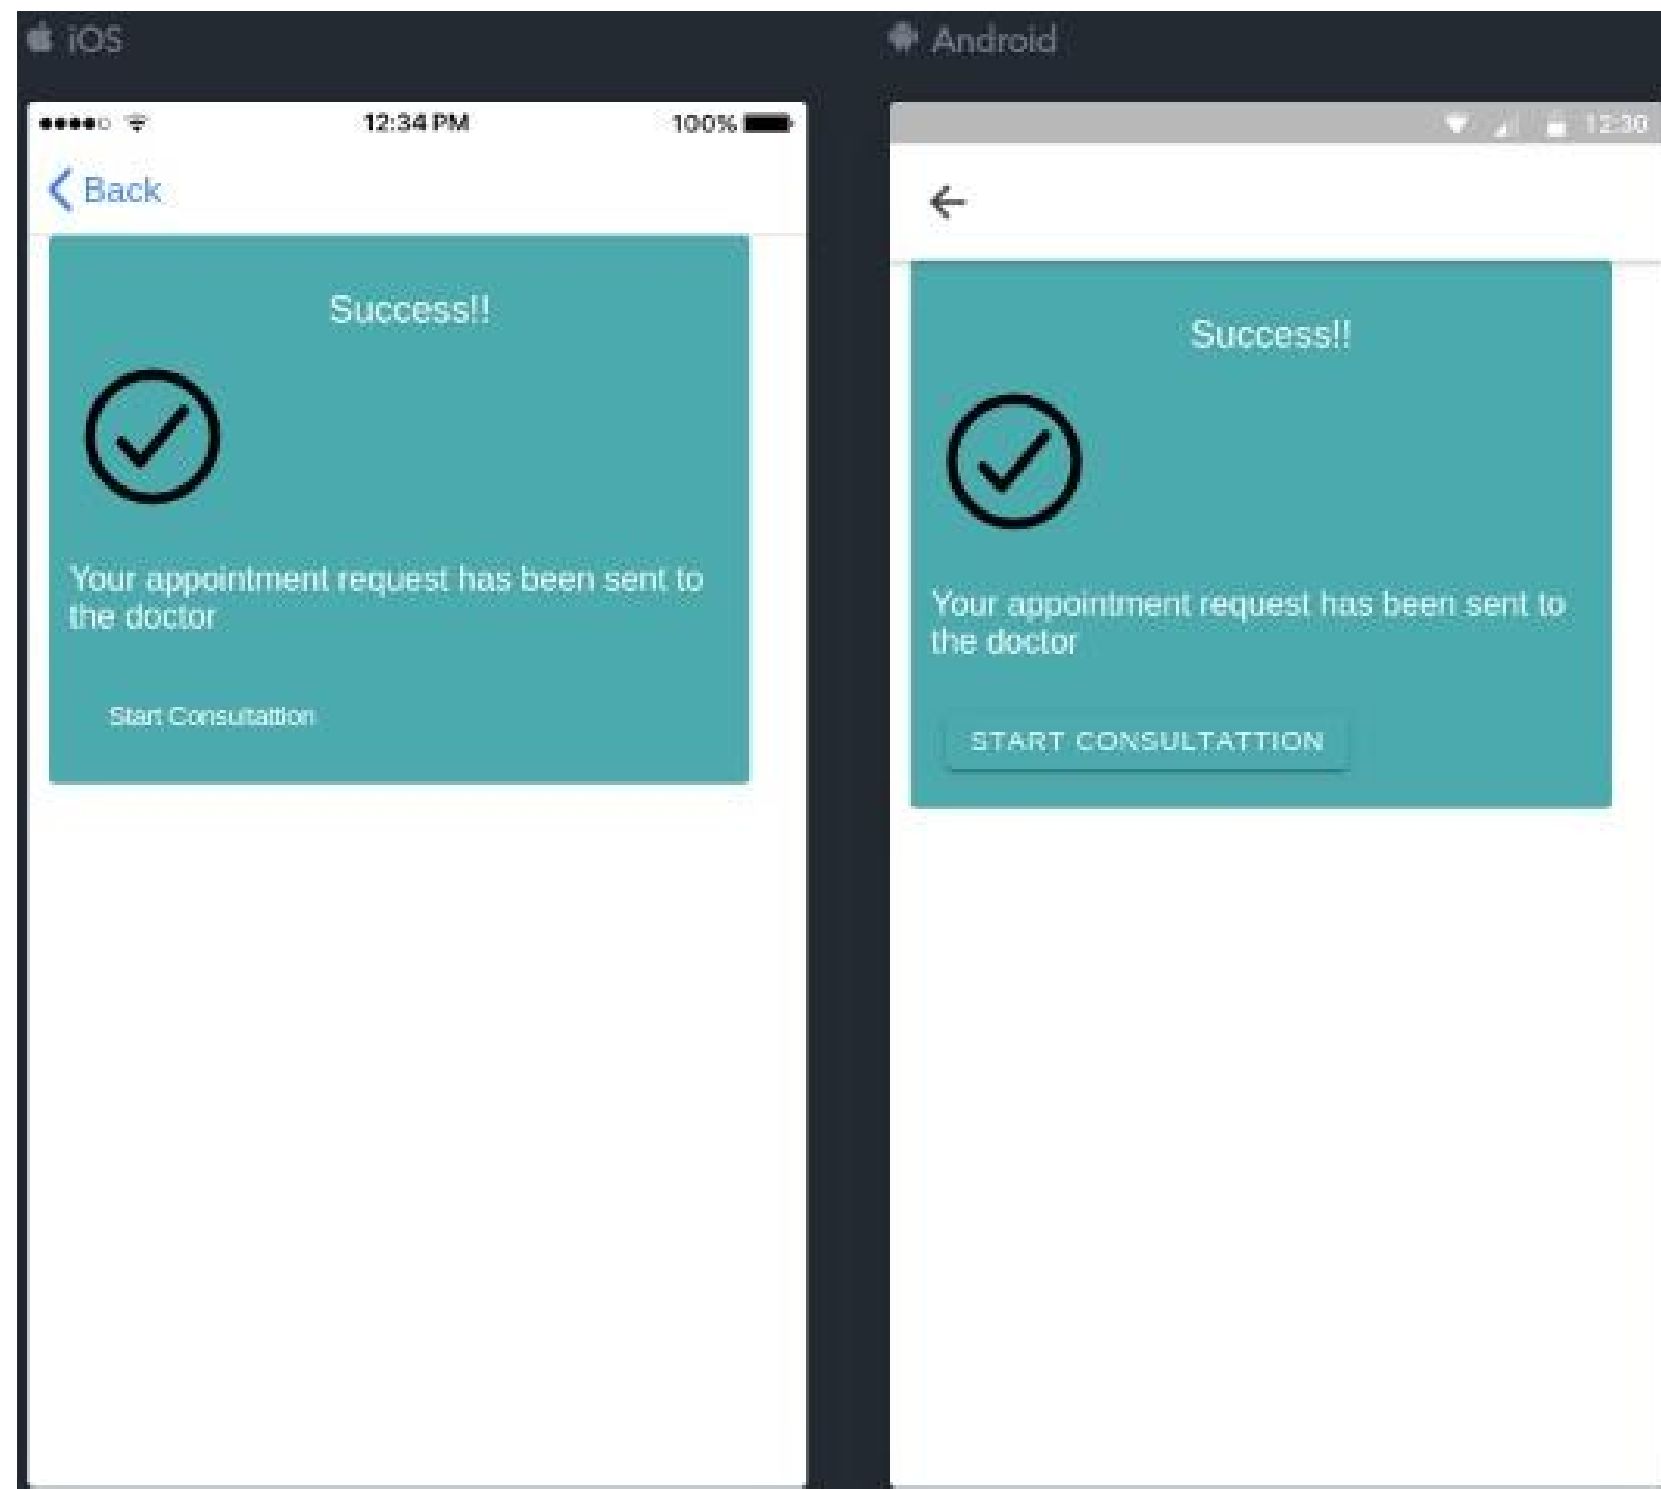 iOS
12:34 PM
100%
Back
Success!!
Your appointment request has been sent to
the doctor
Start Consultattion
Android
12:30
Success!!
Your appointment request has been sent to
the doctor
START CONSULTATTION